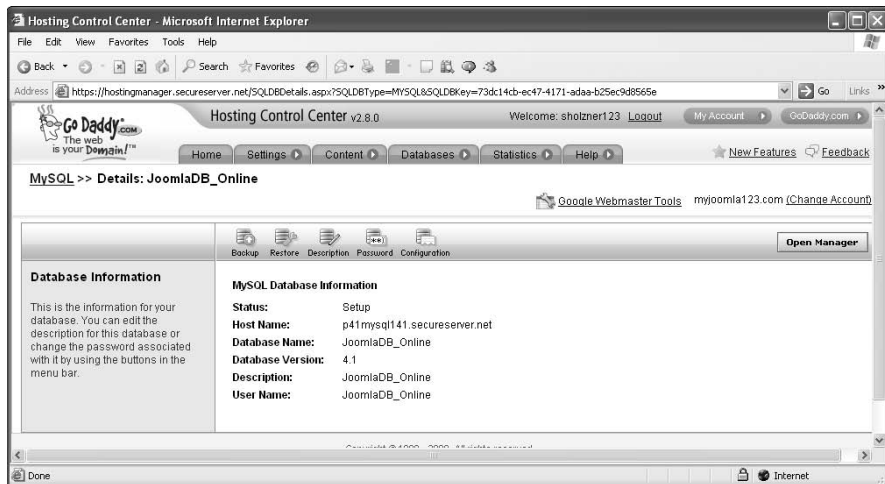 Hosting Control Center - Microsoft Internet Explorer
File Edit View Favorites Tools Help
Back Search Favorites
Address https://hostingmanager.secureserver.net/SQLDBDetails.aspx?SQLDBType=MYSQL&SQLDBKey=73dc14cb-ec47-4171-adaa-b25ec9d8565e Go Links »
Go Daddy.COM
The web
is your Domain!™
Hosting Control Center v2.8.0 Welcome: sholzner123 Logout My Account GoDaddy.com
Home Settings Content Databases Statistics Help New Features Feedback
MySQL >> Details: JoomlaDB_Online
Google Webmaster Tools myjoomla123.com (Change Account)
Backup Restore Description Password Configuration
Open Manager
Database Information
This is the information for your
database. You can edit the
description for this database or
change the password associated
with it by using the buttons in the
menu bar.
MySQL Database Information
Status: Setup
Host Name: p41mysql141.secureserver.net
Database Name: JoomlaDB_Online
Database Version: 4.1
Description: JoomlaDB_Online
User Name: JoomlaDB_Online
Done Internet